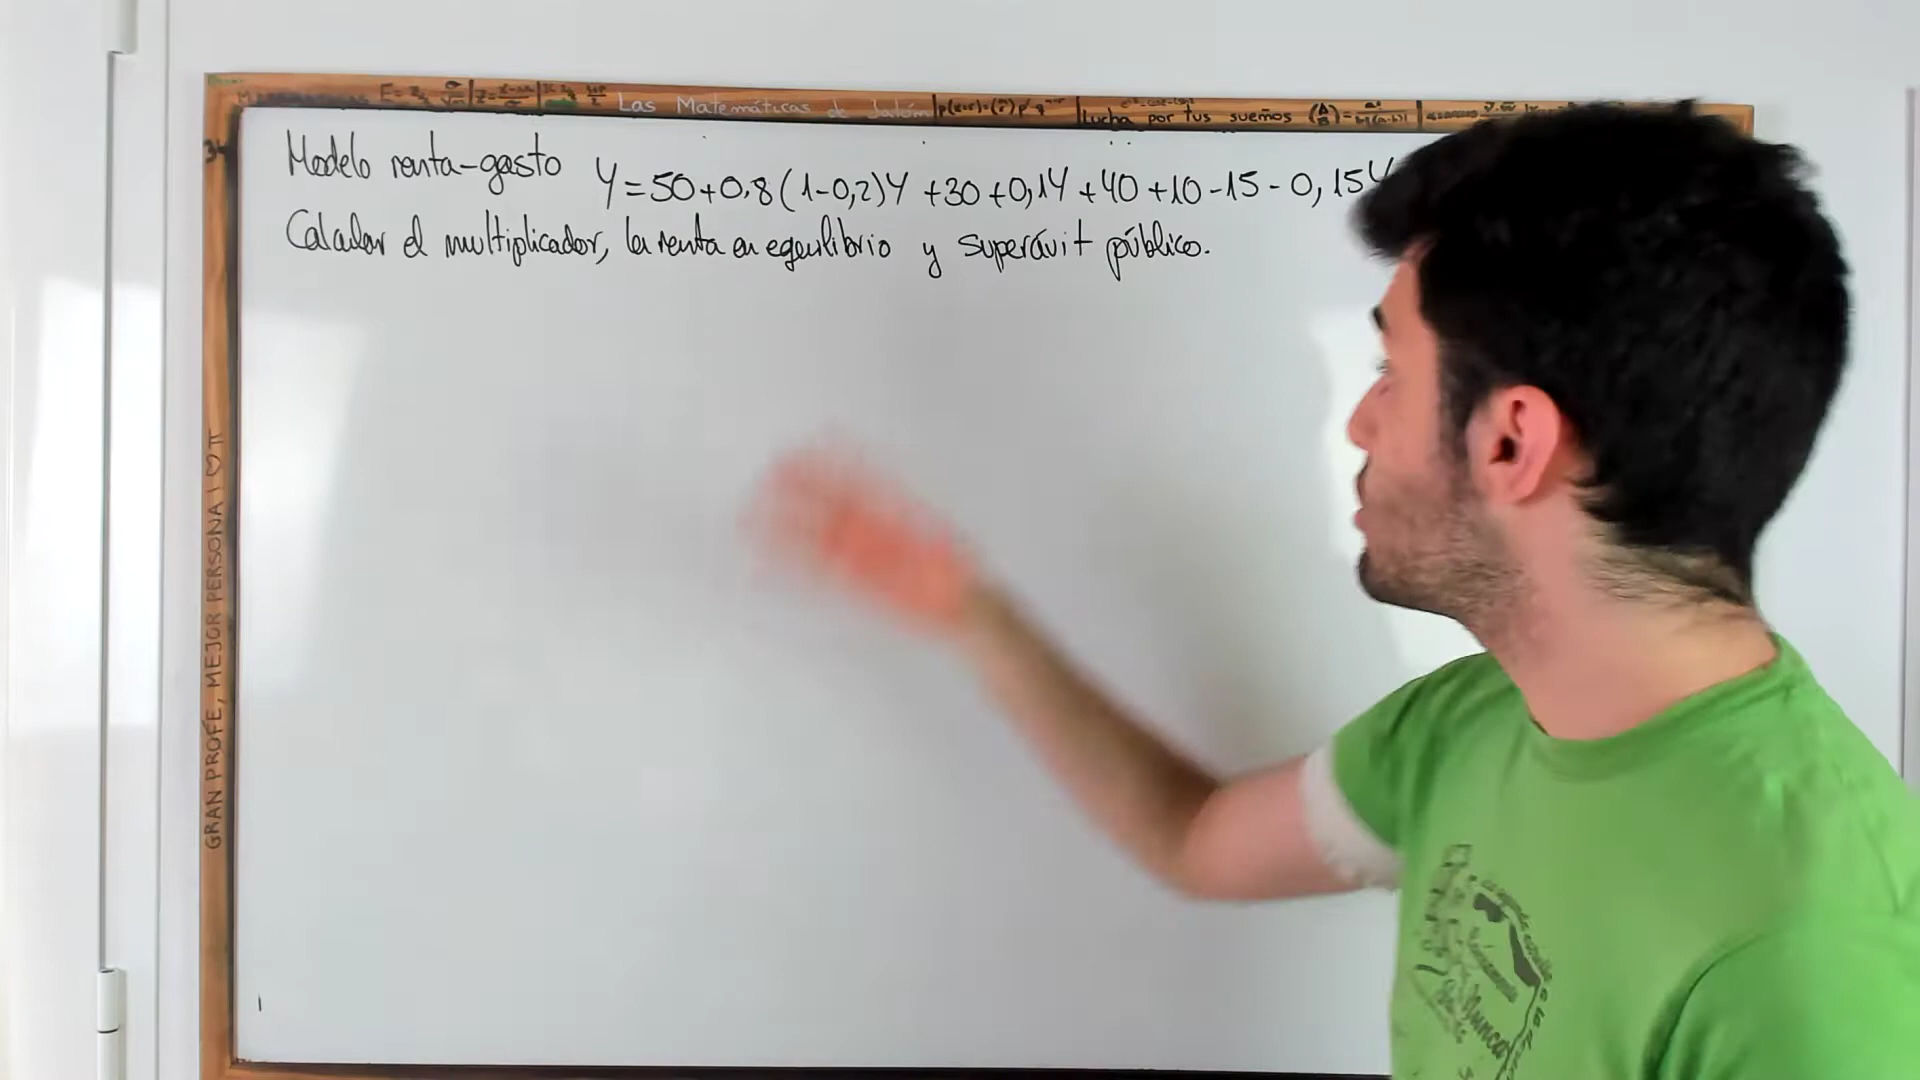 Las Matemáticas de Jalón
Lucha por tus sueños
Modelo renta-gasto Y=50+0,8(1-0,2)Y+30+0,1Y+40+10-15-0,15Y
Calcular el multiplicador, la renta en equilibrio y superávit público.
GRAN PROFE, MEJOR PERSONA I ♡ π